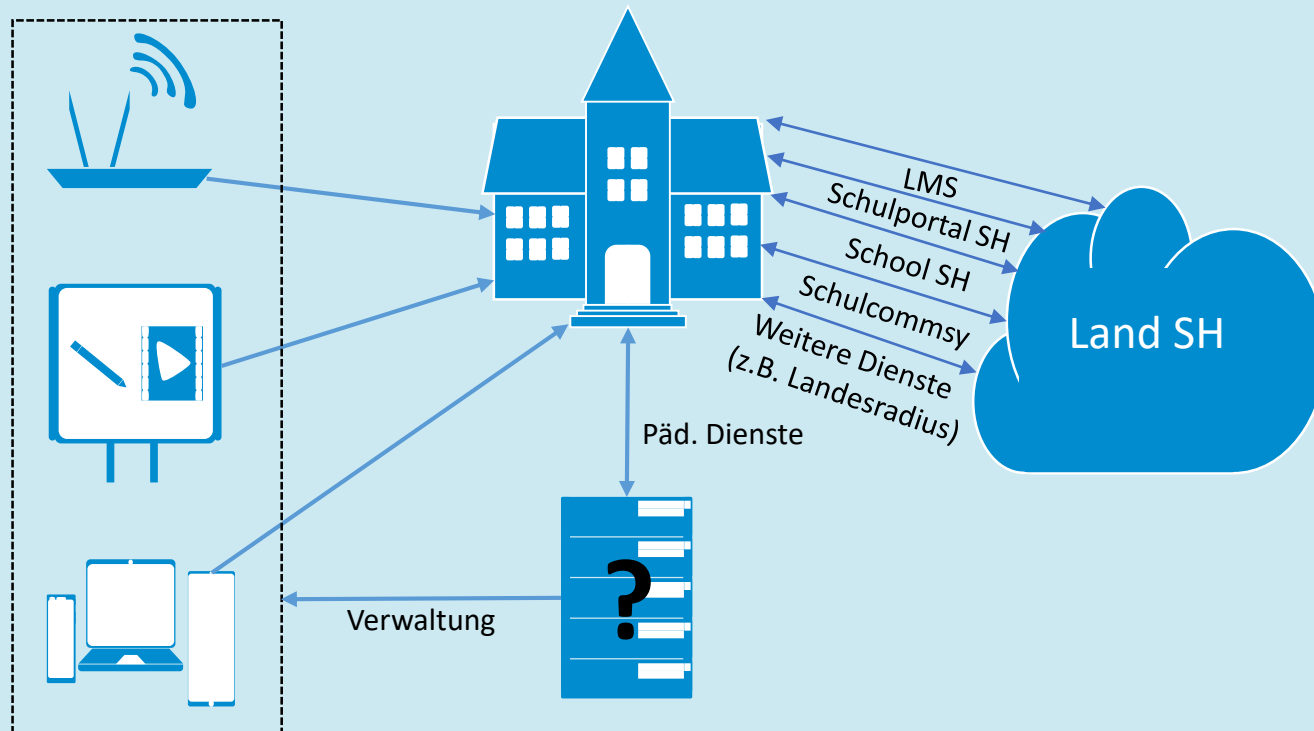 LMS
Schulportal SH
School SH
Schulcommsy
Weitere Dienste
(z.B. Landesradius)
Land SH
Päd. Dienste
?
Verwaltung